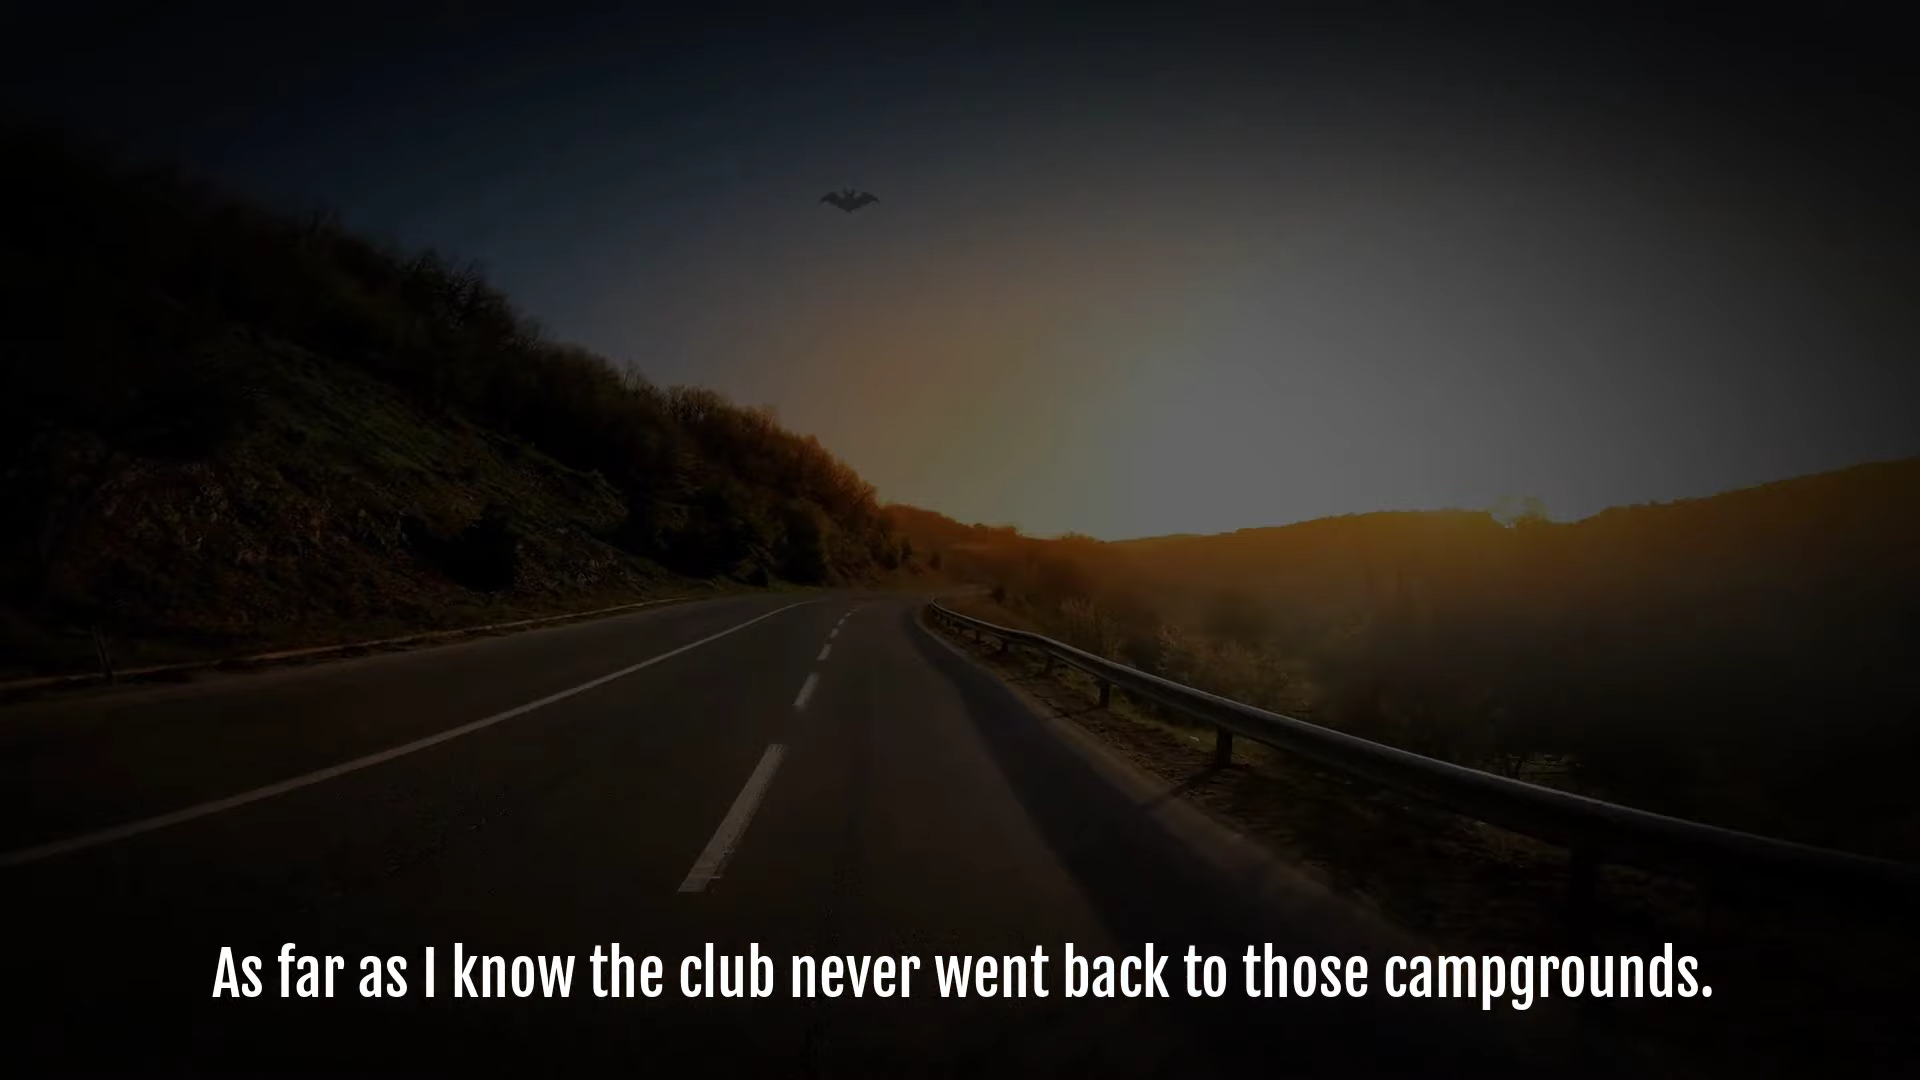 As far as I know the club never went back to those campgrounds.